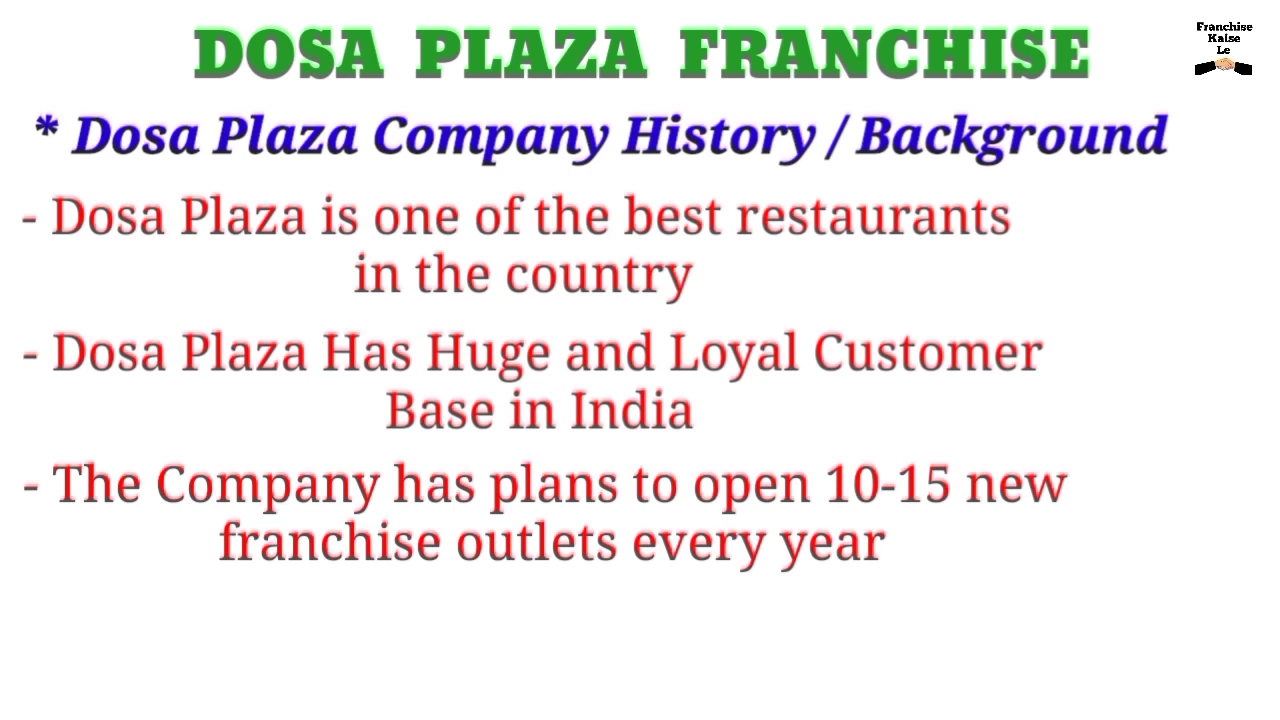 DOSA PLAZA FRANCHISE
Franchise
Kaise
Le
* Dosa Plaza Company History / Background
- Dosa Plaza is one of the best restaurants
in the country
- Dosa Plaza Has Huge and Loyal Customer
Base in India
- The Company has plans to open 10-15 new
franchise outlets every year